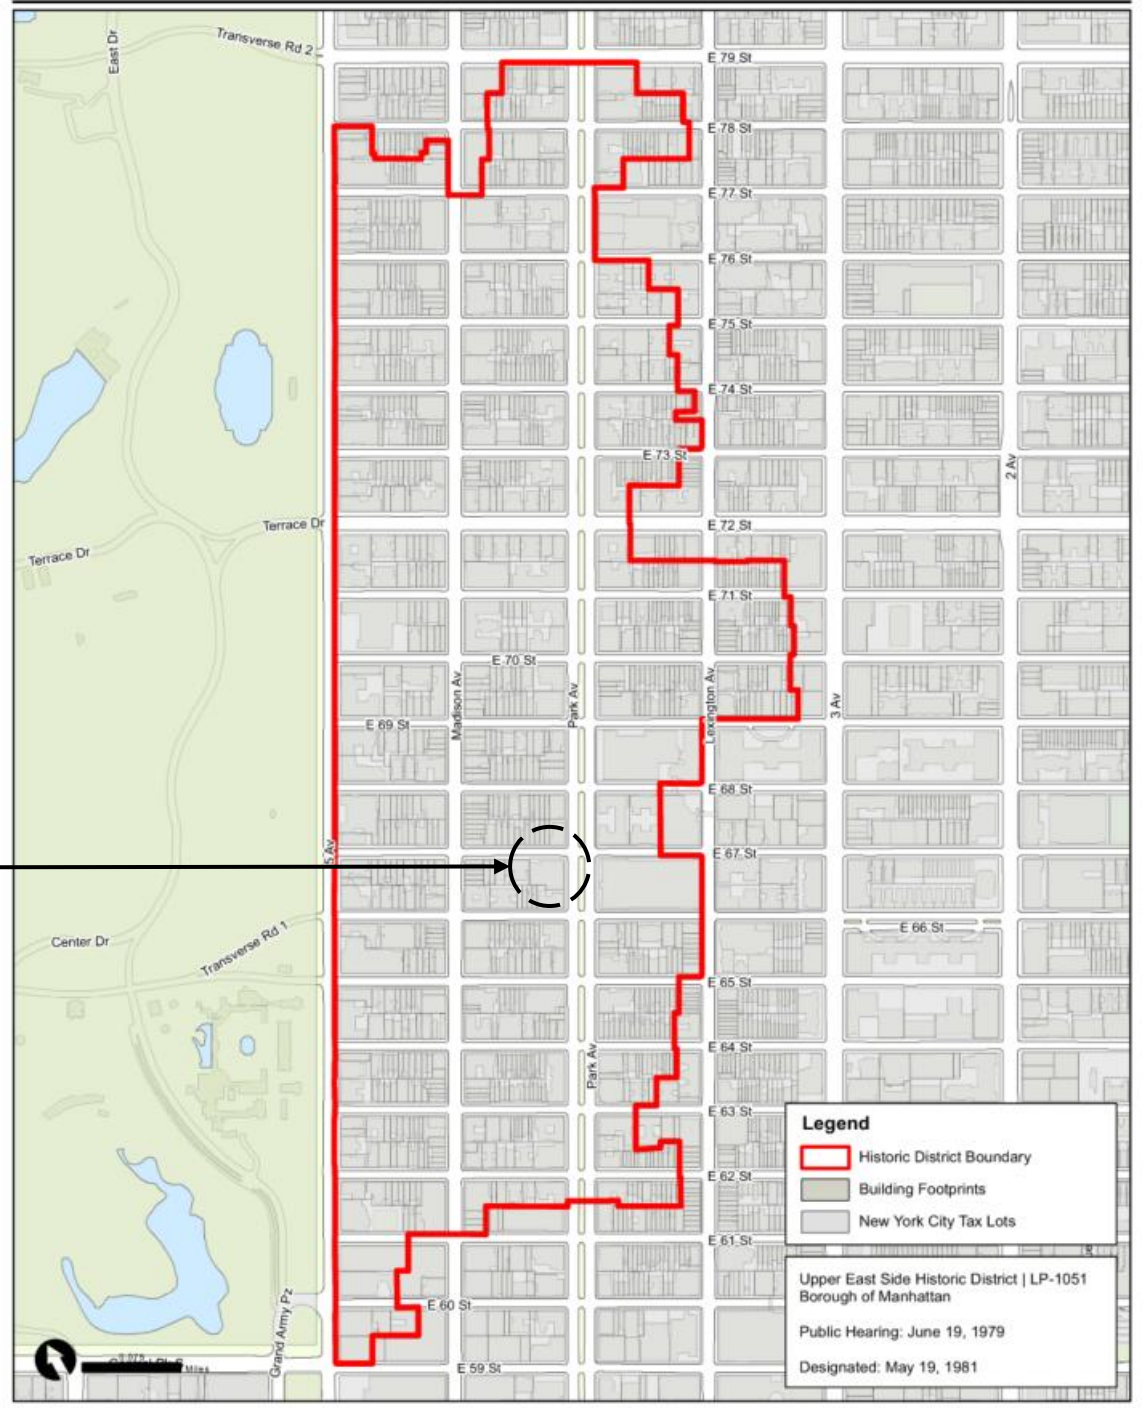 Transverse Rd 2
East Dr
E 79 St
E 78 St
E 77 St
E 76 St
E 75 St
E 74 St
E 73 St
2 Av
E 72 St
Terrace Dr
Terrace Dr
E 71 St
E 70 St
Madison Av
Park Av
Lexington Av
3 Av
E 69 St
E 68 St
5 Av
E 67 St
E 66 St
Center Dr
Transverse Rd 1
E 65 St
E 64 St
Park Av
E 63 St
E 62 St
E 61 St
E 60 St
Grand Army Pz
E 59 St
Miles
Legend
Historic District Boundary
Building Footprints
New York City Tax Lots
Upper East Side Historic District | LP-1051
Borough of Manhattan
Public Hearing: June 19, 1979
Designated: May 19, 1981